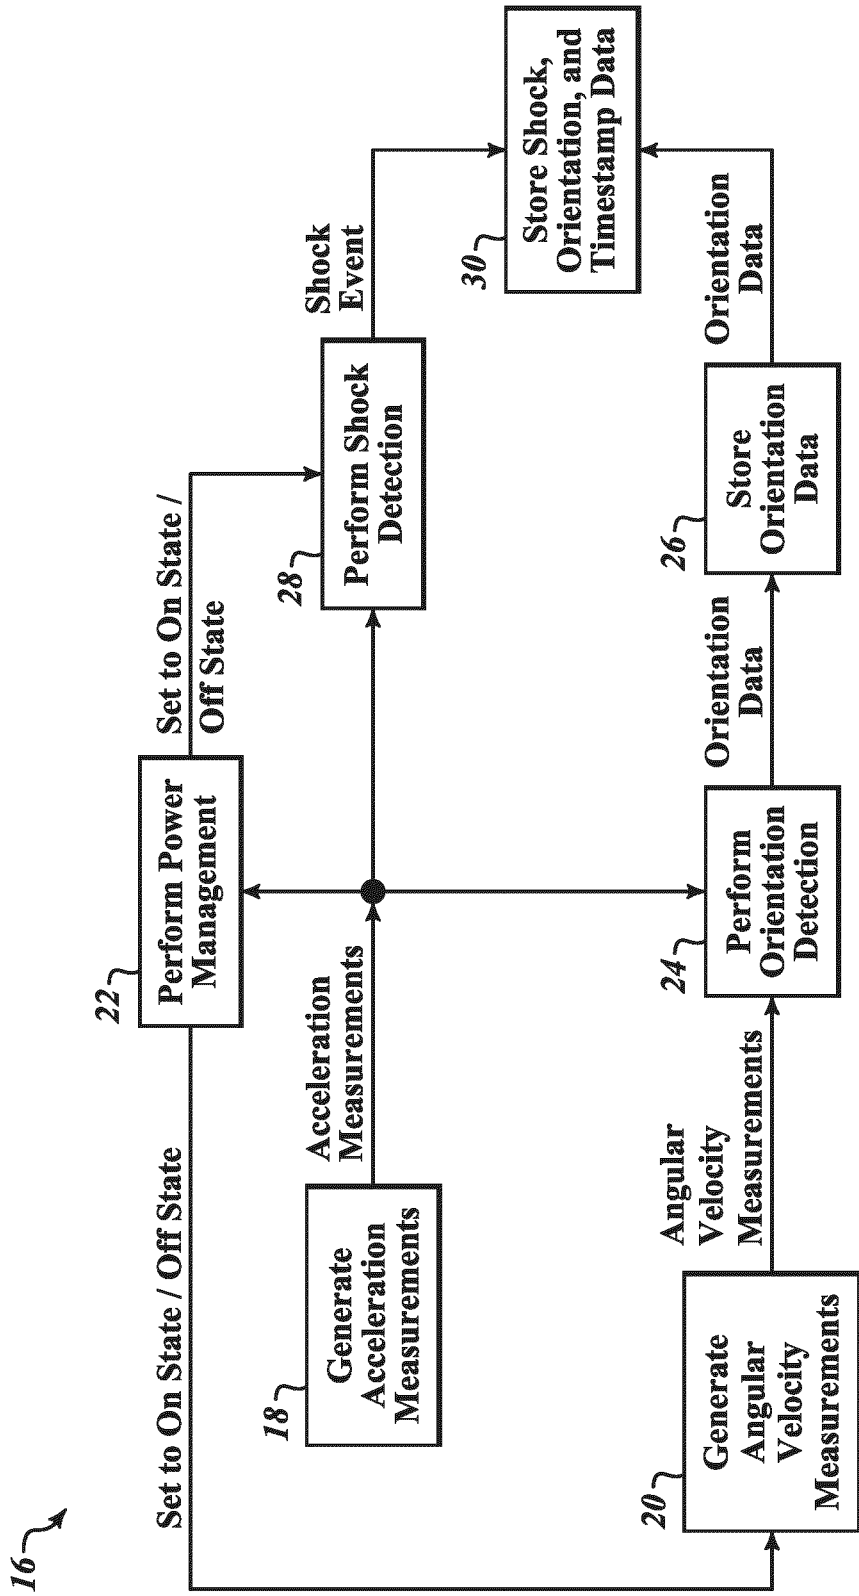 16
Set to On State / Off State
22
Perform Power
Management
Set to On State /
Off State
18
Generate
Acceleration
Measurements
Acceleration
Measurements
28
Perform Shock
Detection
Shock
Event
30
Store Shock,
Orientation, and
Timestamp Data
20
Generate
Angular
Velocity
Measurements
Angular
Velocity
Measurements
24
Perform
Orientation
Detection
Orientation
Data
26
Store
Orientation
Data
Orientation
Data